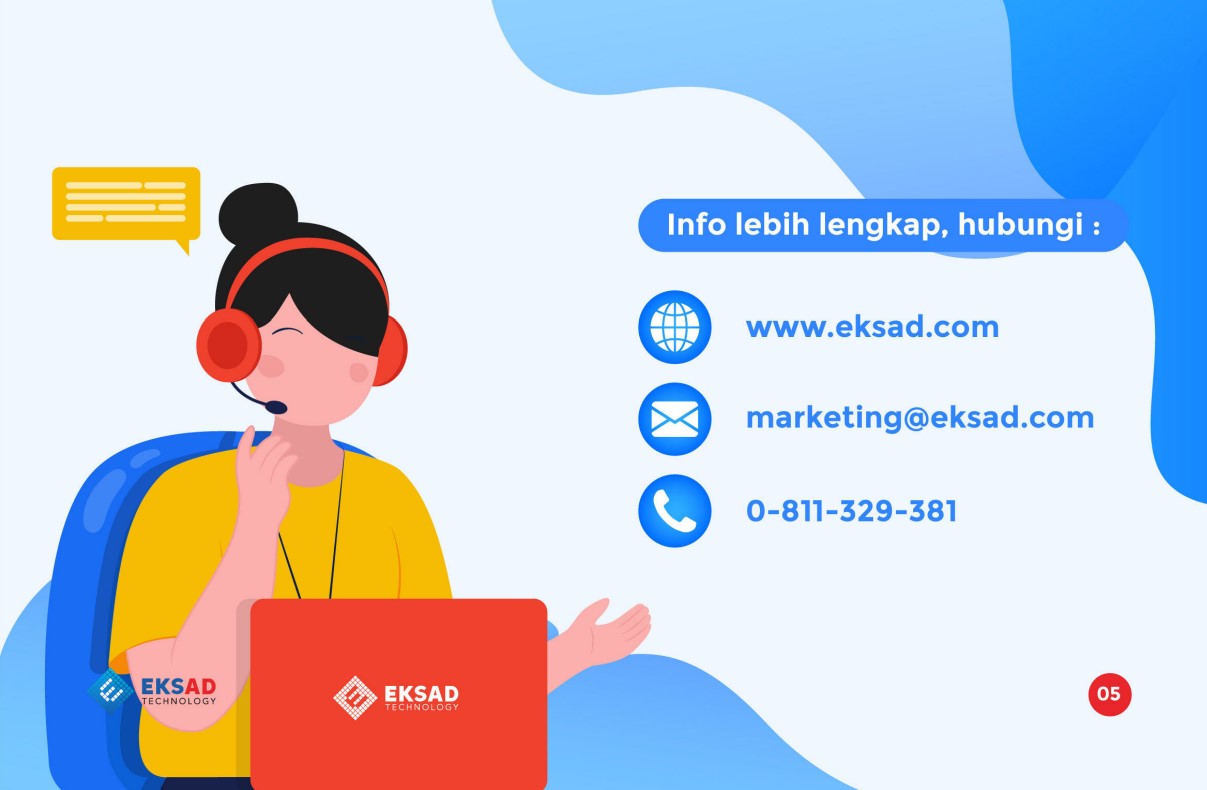 Info lebih lengkap, hubungi :
www.eksad.com
marketing@eksad.com
0-811-329-381
EKSAD
TECHNOLOGY
EKSAD
TECHNOLOGY
05